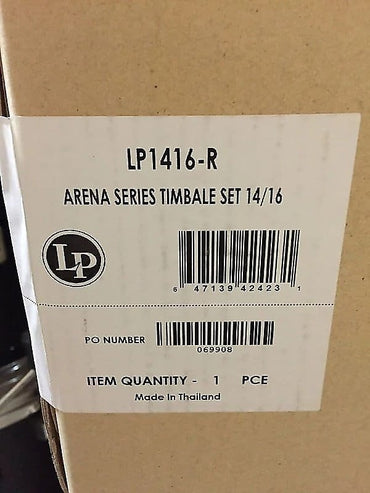 LP1416-R
ARENA SERIES TIMBALE SET 14/16
LP
6 47139 42423 1
PO NUMBER
069908
ITEM QUANTITY - 1 PCE
Made In Thailand